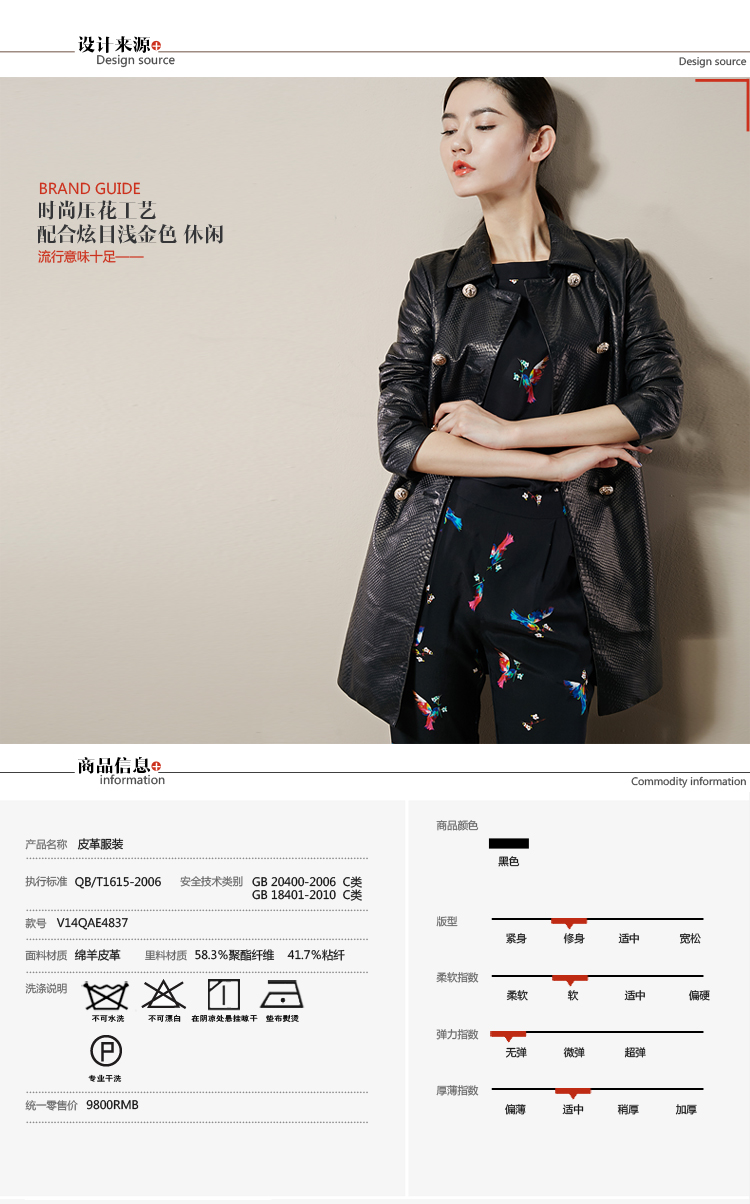 设计来源
Design source
Design source
BRAND GUIDE
时尚压花工艺
配合炫目浅金色 休闲
流行意味十足——
商品信息
information
Commodity information
产品名称 皮革服装
执行标准 QB/T1615-2006 安全技术类别 GB 20400-2006 C类
GB 18401-2010 C类
款号 V14QAE4837
面料材质 绵羊皮革 里料材质 58.3%聚酯纤维 41.7%粘纤
洗涤说明
不可水洗 不可漂白 在阴凉处悬挂晾干 垫布熨烫
P
专业干洗
统一零售价 9800RMB
商品颜色
黑色
版型
紧身 修身 适中 宽松
柔软指数
柔软 软 适中 偏硬
弹力指数
无弹 微弹 超弹
厚薄指数
偏薄 适中 稍厚 加厚